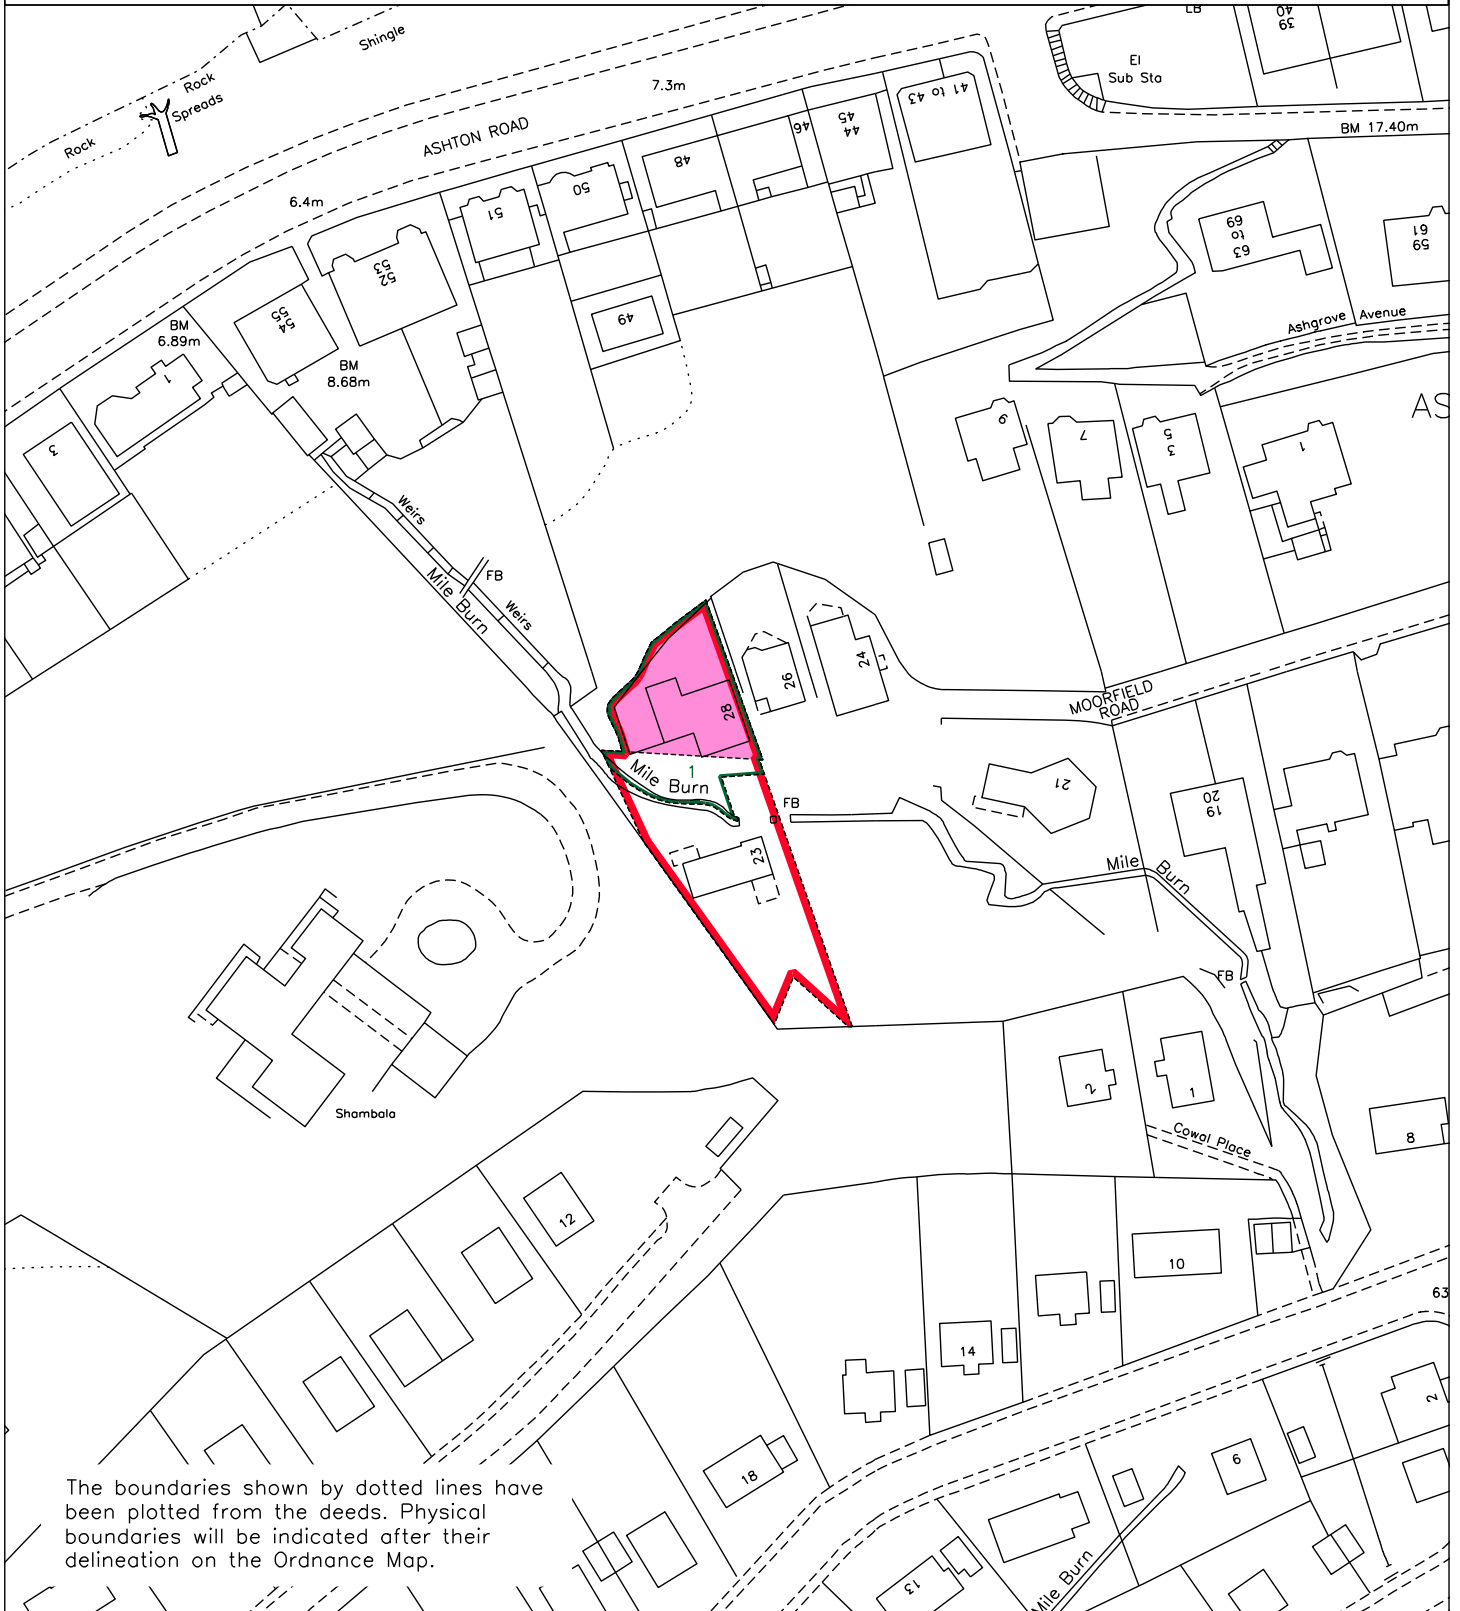 Shingle
Rock
Spreads
Rock
ASHTON ROAD
7.3m
6.4m
LB
39
40
El
Sub Sta
BM 17.40m
41 to 43
44
45
46
48
50
51
52
53
54
55
49
BM
6.89m
BM
8.68m
1
3
63
to
69
59
61
Ashgrove Avenue
AS
9
7
3
5
1
Weirs
FB
Mile Burn
Weirs
28
26
24
MOORFIELD
ROAD
1
Mile Burn
FB
23
21
19
20
Mile Burn
FB
Shambala
2
1
Cowal Place
8
12
10
14
63
18
6
2
13
Mile Burn
The boundaries shown by dotted lines have
been plotted from the deeds. Physical
boundaries will be indicated after their
delineation on the Ordnance Map.